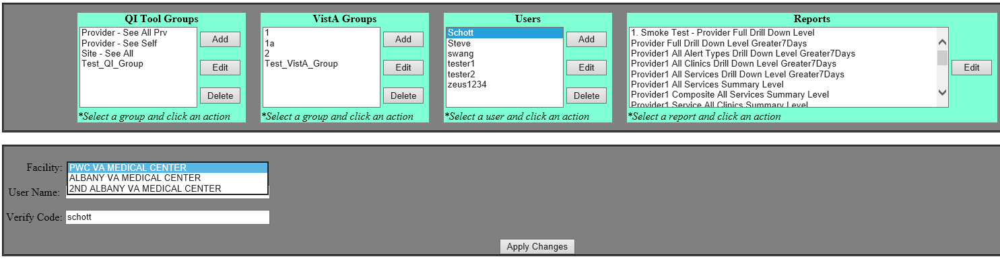 QI Tool Groups
Provider - See All Prv
Provider - See Self
Site - See All
Test_QI_Group
Add
Edit
Delete
*Select a group and click an action
VistA Groups
1
1a
2
Test_VistA_Group
Add
Edit
Delete
*Select a group and click an action
Users
Schott
Steve
swang
tester1
tester2
zeus1234
Add
Edit
Delete
*Select a user and click an action
Reports
1. Smoke Test - Provider Full Drill Down Level
Provider Full Drill Down Level Greater7Days
Provider1 All Alert Types Drill Down Level Greater7Days
Provider1 All Clinics Drill Down Level Greater7Days
Provider1 All Services Drill Down Level Greater7Days
Provider1 All Services Summary Level
Provider1 Composite All Services Summary Level
Provider1 Service All Clinics Summary Level
Edit
*Select a report and click an action
Facility: PWC VA MEDICAL CENTER
ALBANY VA MEDICAL CENTER
2ND ALBANY VA MEDICAL CENTER
User Name:
Verify Code: schott
Apply Changes